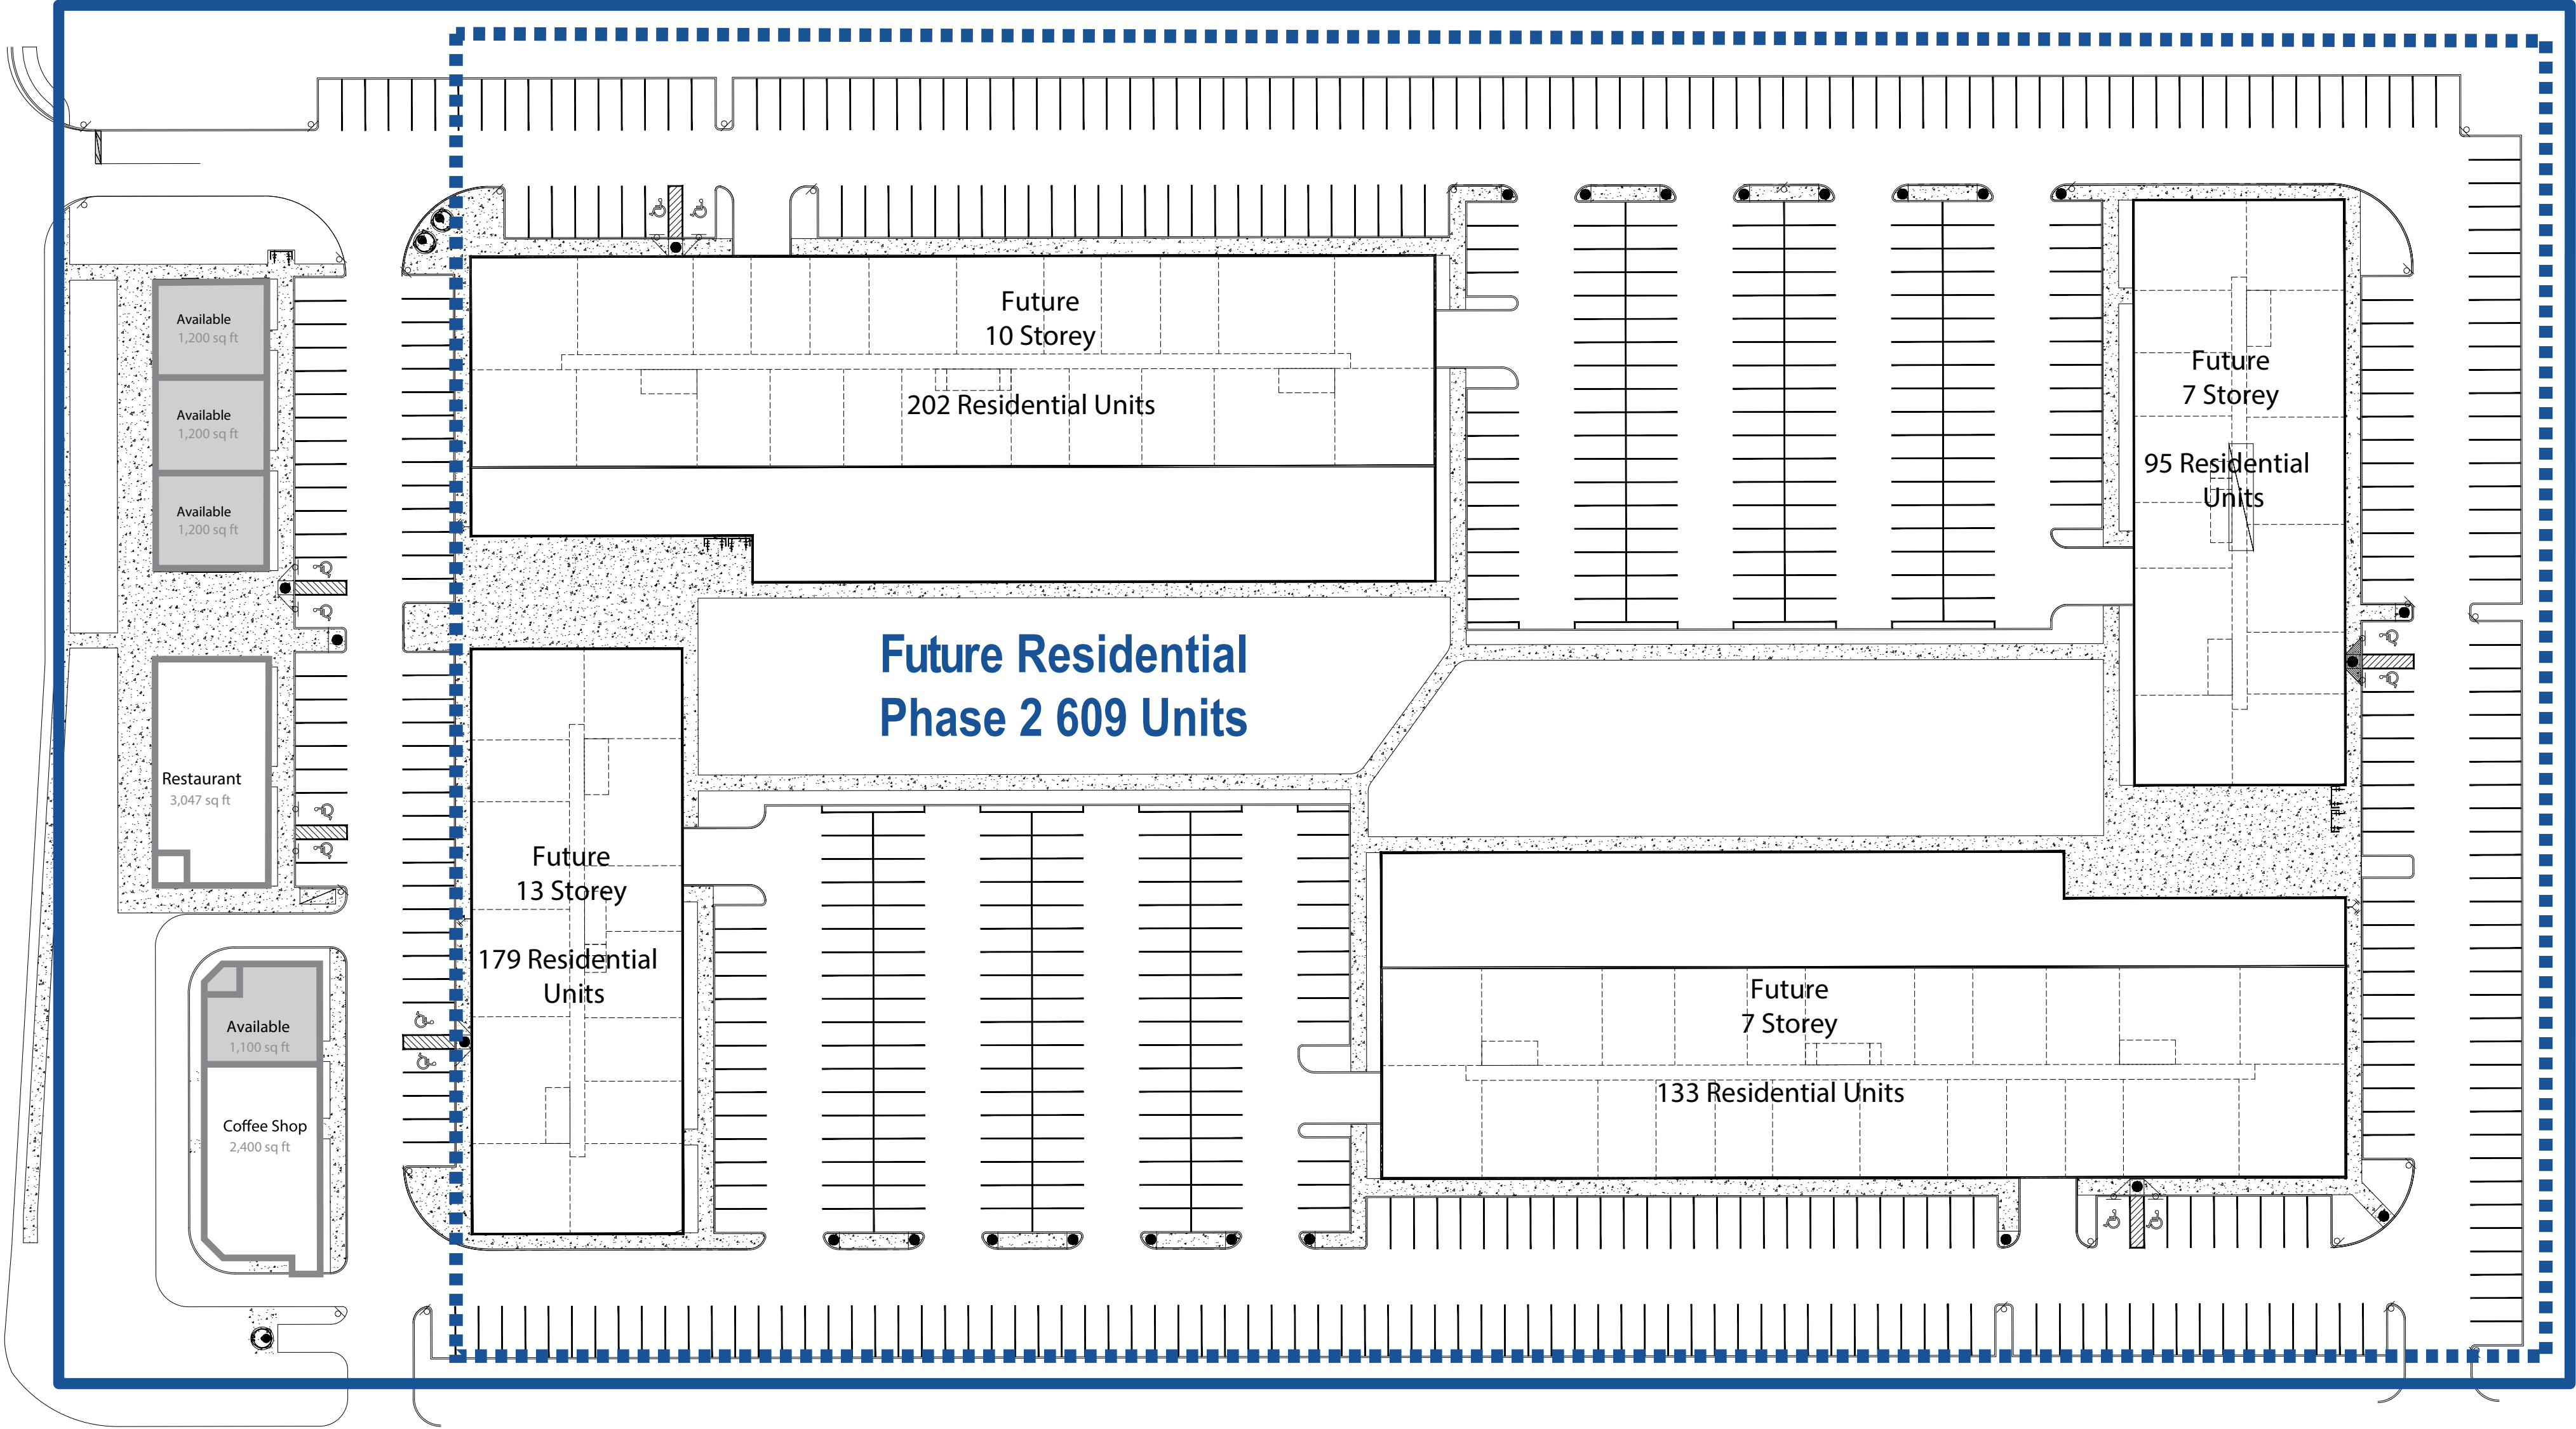 Available
1,200 sq ft
Available
1,200 sq ft
Available
1,200 sq ft
Restaurant
3,047 sq ft
Available
1,100 sq ft
Coffee Shop
2,400 sq ft
Future
10 Storey
202 Residential Units
Future
7 Storey
95 Residential
Units
Future Residential
Phase 2 609 Units
Future
13 Storey
179 Residential
Units
Future
7 Storey
133 Residential Units